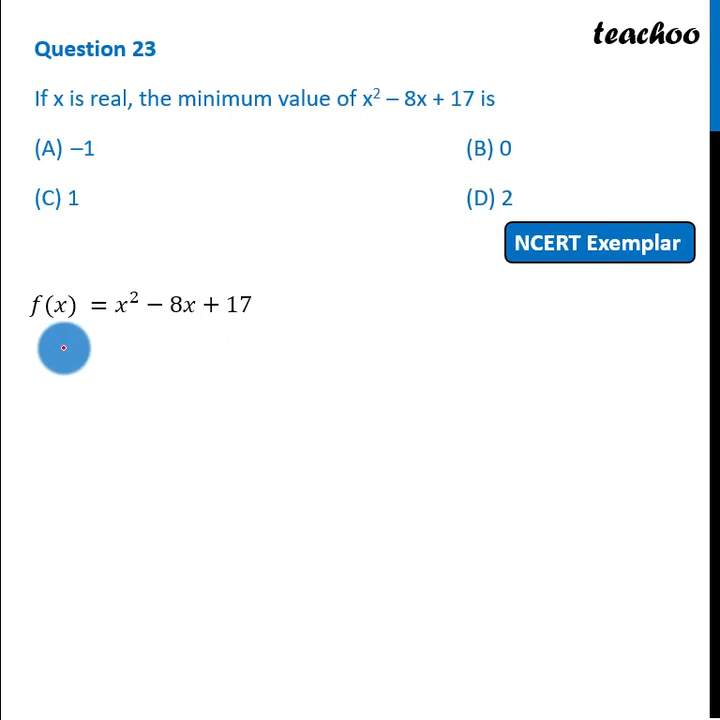 teachoo
Question 23
If x is real, the minimum value of x² – 8x + 17 is
(A) –1 (B) 0
(C) 1 (D) 2
NCERT Exemplar
f(x) = x² − 8x + 17